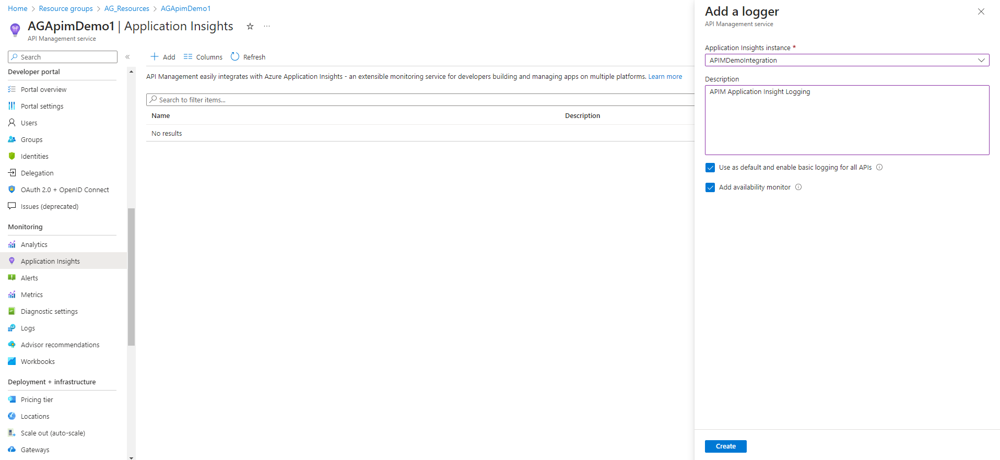 Home > Resource groups > AG_Resources > AGApimDemo1
AGApimDemo1 | Application Insights
API Management service
Search
Developer portal
Portal overview
Portal settings
Users
Groups
Identities
Delegation
OAuth 2.0 + OpenID Connect
Issues (deprecated)
Monitoring
Analytics
Application Insights
Alerts
Metrics
Diagnostic settings
Logs
Advisor recommendations
Workbooks
Deployment + infrastructure
Pricing tier
Locations
Scale out (auto-scale)
Gateways
Add Columns Refresh
API Management easily integrates with Azure Application Insights - an extensible monitoring service for developers building and managing apps on multiple platforms. Learn more
Search to filter items...
Name Description
No results
Add a logger
API Management service
Application Insights instance *
APIMDemoIntegration
Description
APIM Application Insight Logging
Use as default and enable basic logging for all APIs
Add availability monitor
Create